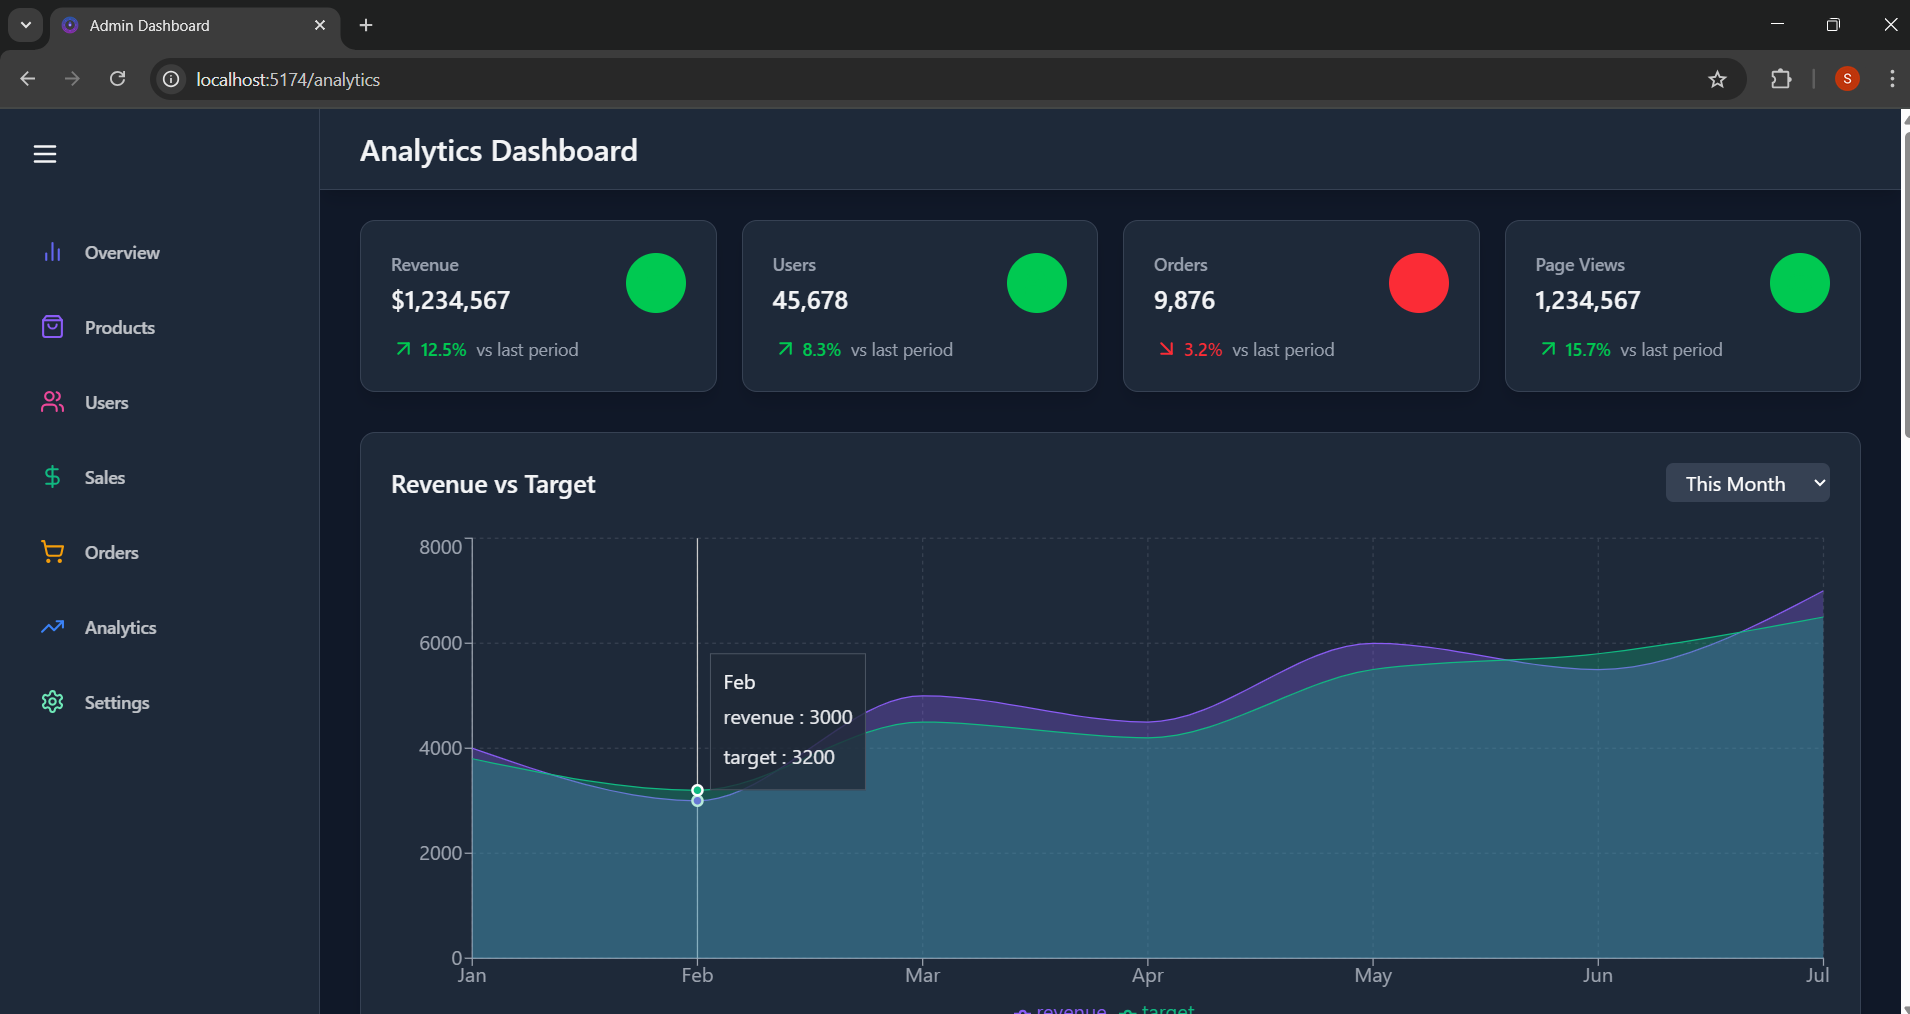 Admin Dashboard
localhost:5174/analytics
S
Analytics Dashboard
Overview
Products
Users
Sales
Orders
Analytics
Settings
Revenue
$1,234,567
12.5% vs last period
Users
45,678
8.3% vs last period
Orders
9,876
3.2% vs last period
Page Views
1,234,567
15.7% vs last period
Revenue vs Target
This Month
8000
6000
4000
2000
0
Feb
revenue : 3000
target : 3200
Jan Feb Mar Apr May Jun Jul
revenue target